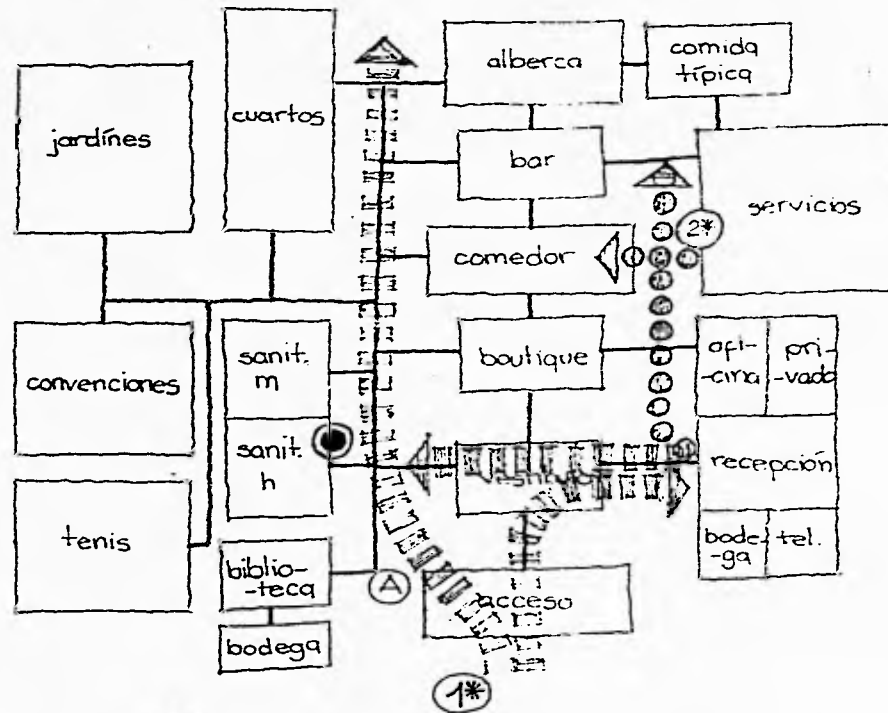 alberca
comida
típica
cuartos
jardínes
bar
servicios
2*
comedor
sanit.
m
boutique
ofi-
-cina
pri-
-vado
convenciones
sanit.
h
recepción
tenis
biblio-
-teca
A
acceso
bode-
-ga
tel.
bodega
1*